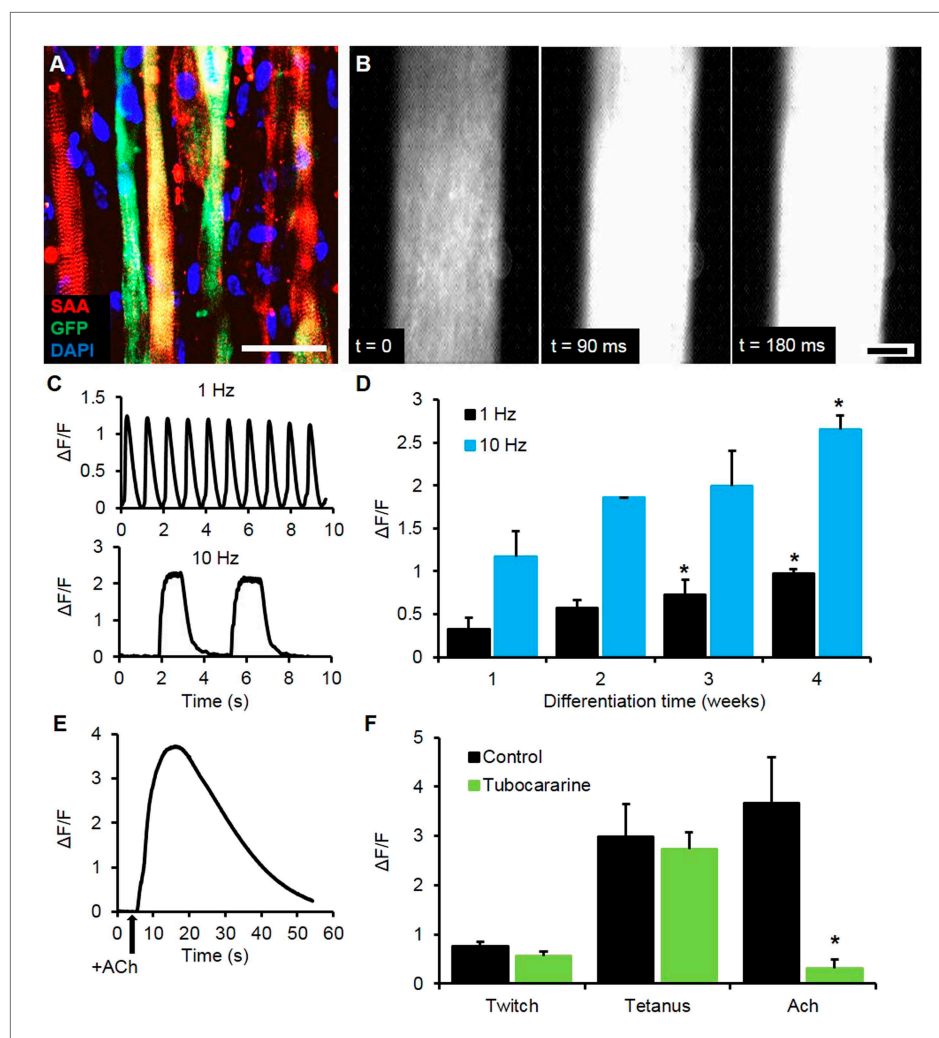 A
SAA
GFP
DAPI
B
t = 0
t = 90 ms
t = 180 ms
C
1 Hz
ΔF/F
1.5
1
0.5
0
0 2 4 6 8 10
10 Hz
ΔF/F
3
2
1
0
0 2 4 6 8 10
Time (s)
D
1 Hz
10 Hz
ΔF/F
3
2.5
2
1.5
1
0.5
0
* * *
1 2 3 4
Differentiation time (weeks)
E
ΔF/F
4
3
2
1
0
0 10 20 30 40 50 60
Time (s)
+ACh
F
Control
Tubocararine
ΔF/F
5
4
3
2
1
0
*
Twitch Tetanus Ach